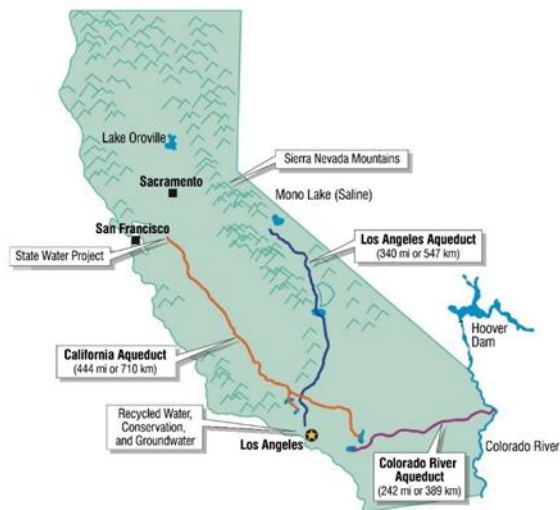 Lake Oroville
Sierra Nevada Mountains
Sacramento
Mono Lake (Saline)
San Francisco
State Water Project
Los Angeles Aqueduct
(340 mi or 547 km)
Hoover
Dam
California Aqueduct
(444 mi or 710 km)
Recycled Water,
Conservation,
and Groundwater
Los Angeles
Colorado River
Colorado River
Aqueduct
(242 mi or 389 km)